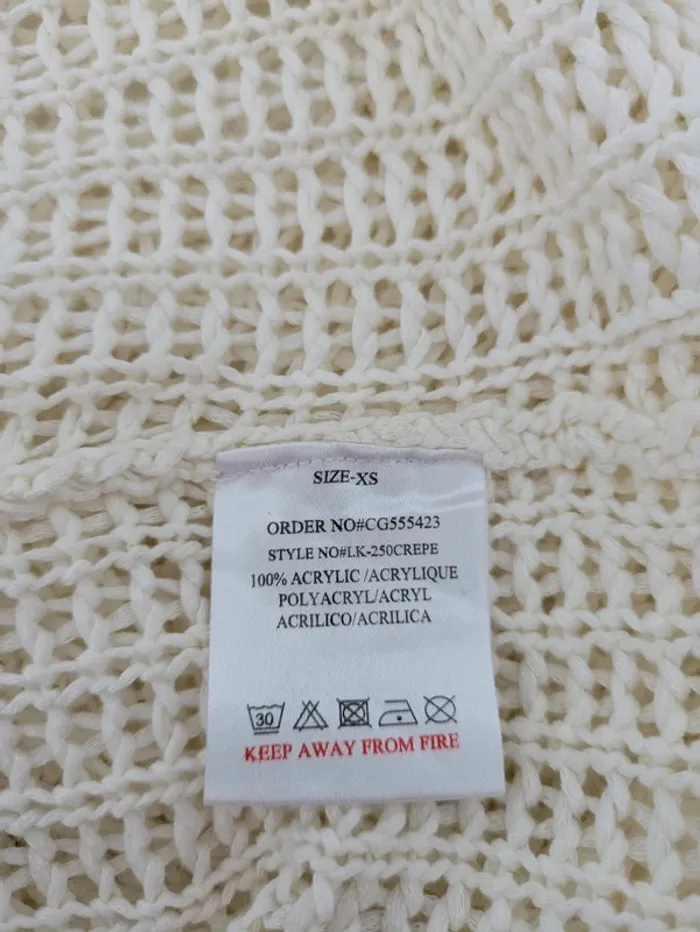 SIZE-XS
ORDER NO#CG555423
STYLE NO#LK-250CREPE
100% ACRYLIC /ACRYLIQUE
POLYACRYL/ACRYL
ACRILICO/ACRILICA
30
KEEP AWAY FROM FIRE